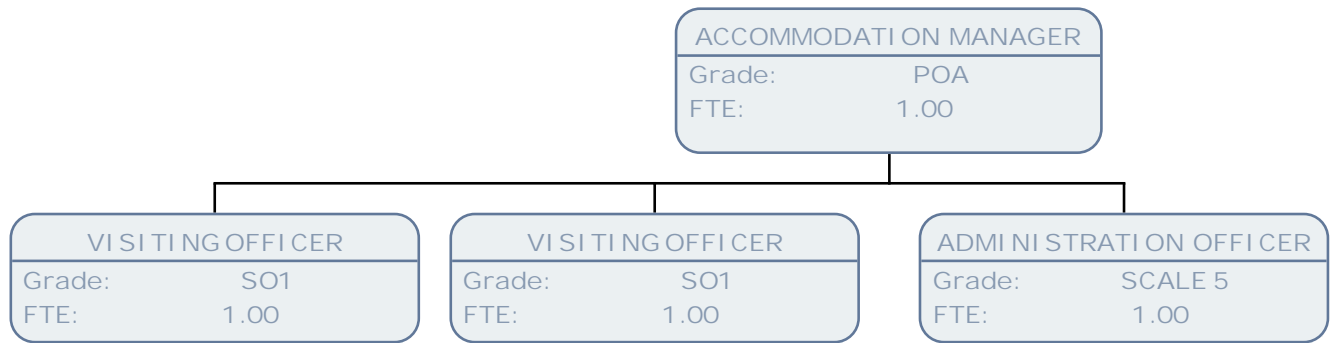 ACCOMMODATION MANAGER
Grade: POA
FTE: 1.00
VISITING OFFICER
Grade: SO1
FTE: 1.00
VISITING OFFICER
Grade: SO1
FTE: 1.00
ADMINISTRATION OFFICER
Grade: SCALE 5
FTE: 1.00